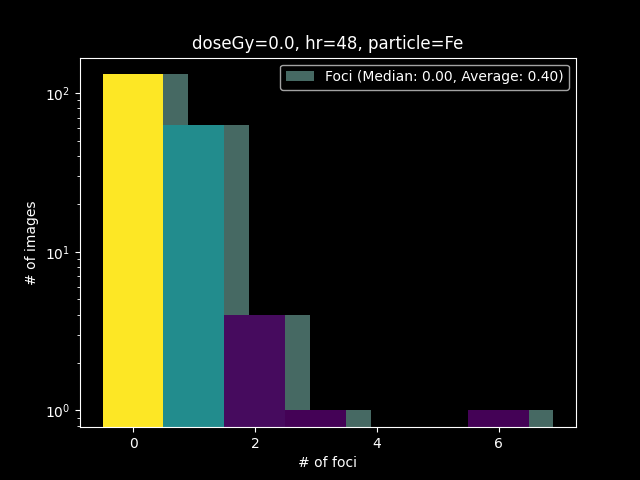 doseGy=0.0, hr=48, particle=Fe
Foci (Median: 0.00, Average: 0.40)
# of images
10²
10¹
10⁰
0 2 4 6
# of foci